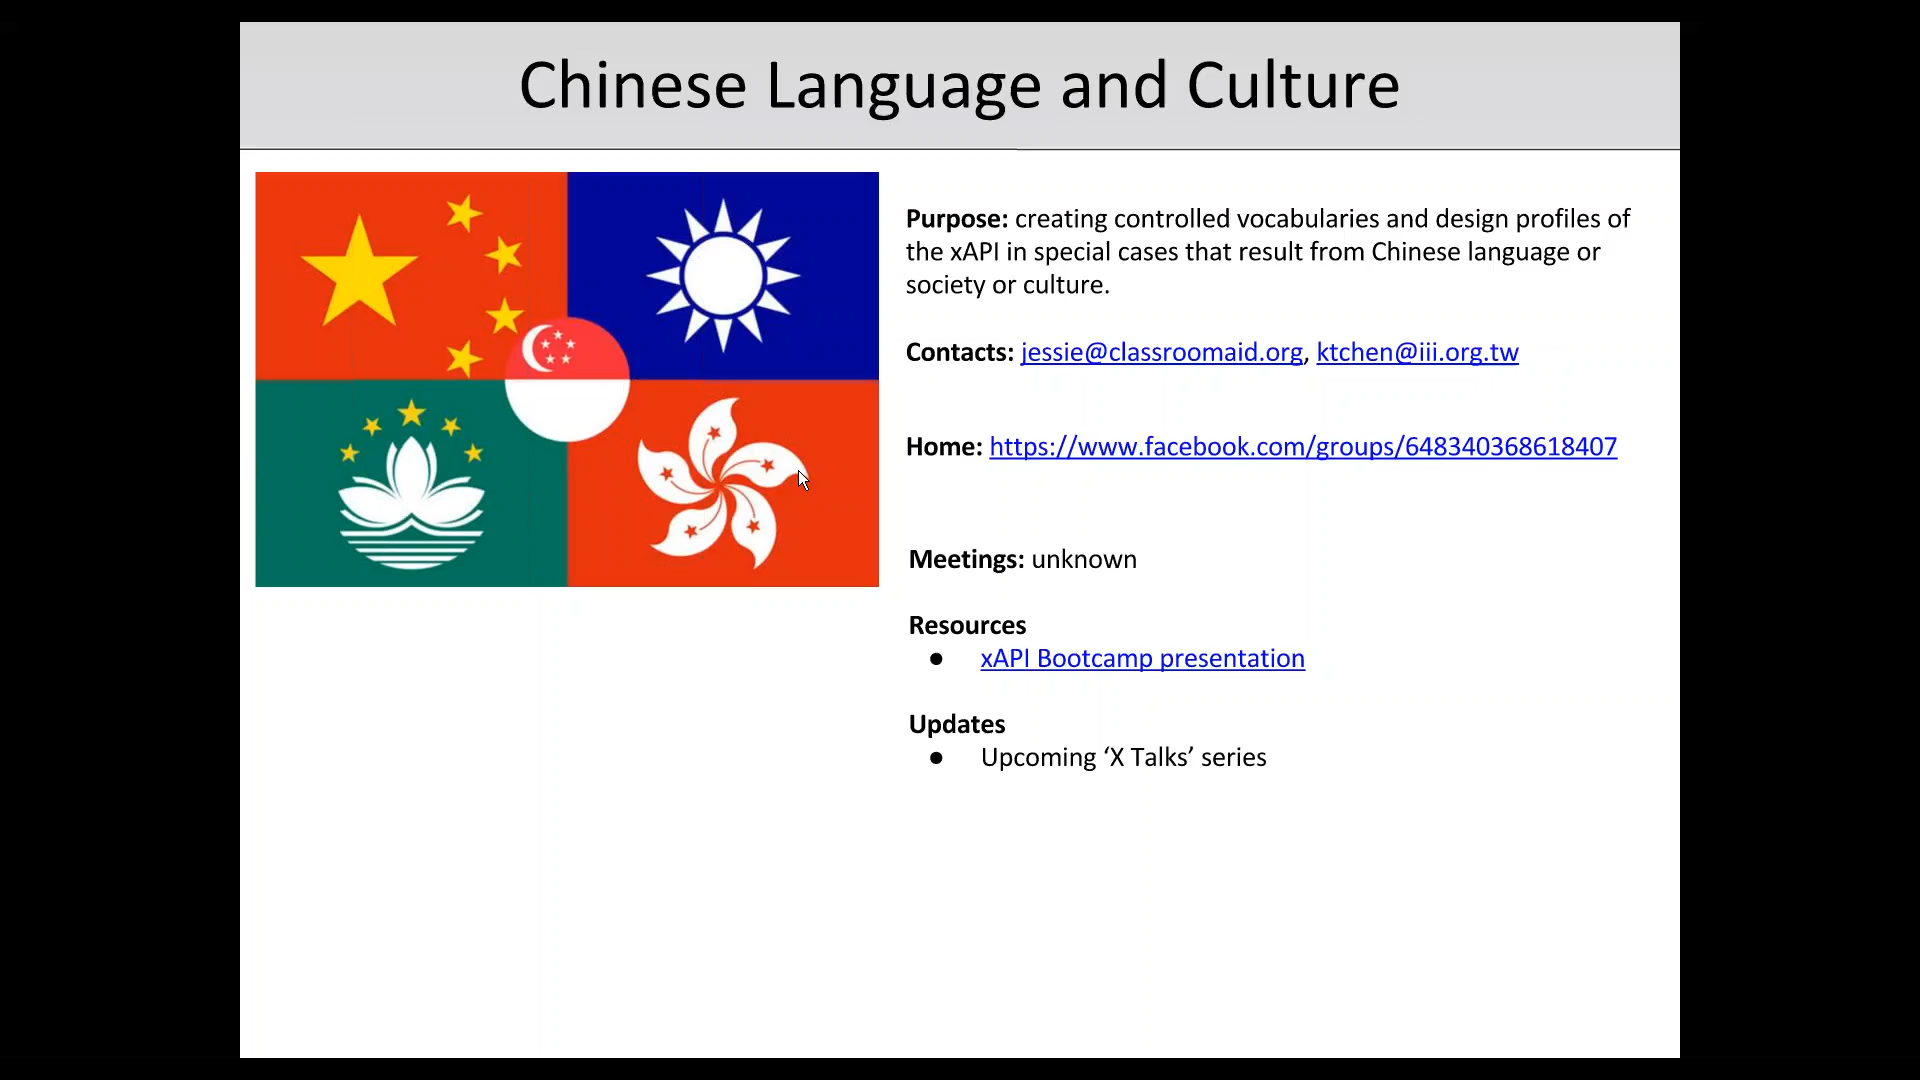 Chinese Language and Culture
Purpose: creating controlled vocabularies and design profiles of
the xAPI in special cases that result from Chinese language or
society or culture.
Contacts: jessie@classroomaid.org, ktchen@iii.org.tw
Home: https://www.facebook.com/groups/648340368618407
Meetings: unknown
Resources
● xAPI Bootcamp presentation
Updates
● Upcoming ‘X Talks’ series